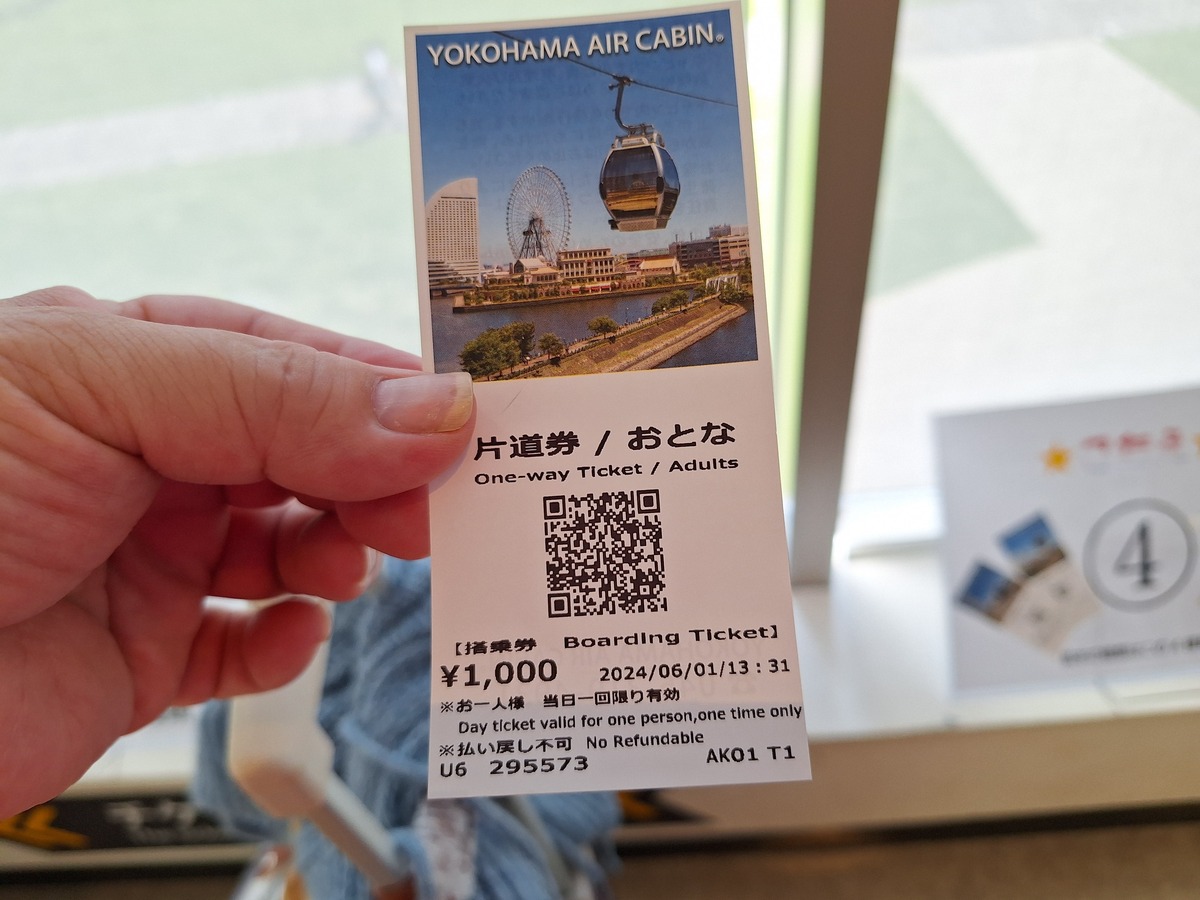 YOKOHAMA AIR CABIN®
片道券 / おとな
One-way Ticket / Adults
【搭乗券 Boarding Ticket】
¥1,000 2024/06/01/13:31
※お一人様 当日一回限り有効
Day ticket valid for one person,one time only
※払い戻し不可 No Refundable
U6 295573 AK01 T1
4